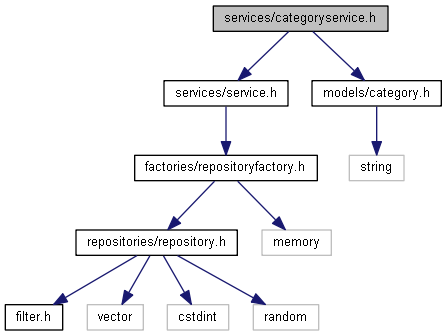 services/categoryservice.h
services/service.h
models/category.h
factories/repositoryfactory.h
string
repositories/repository.h
memory
filter.h
vector
cstdint
random